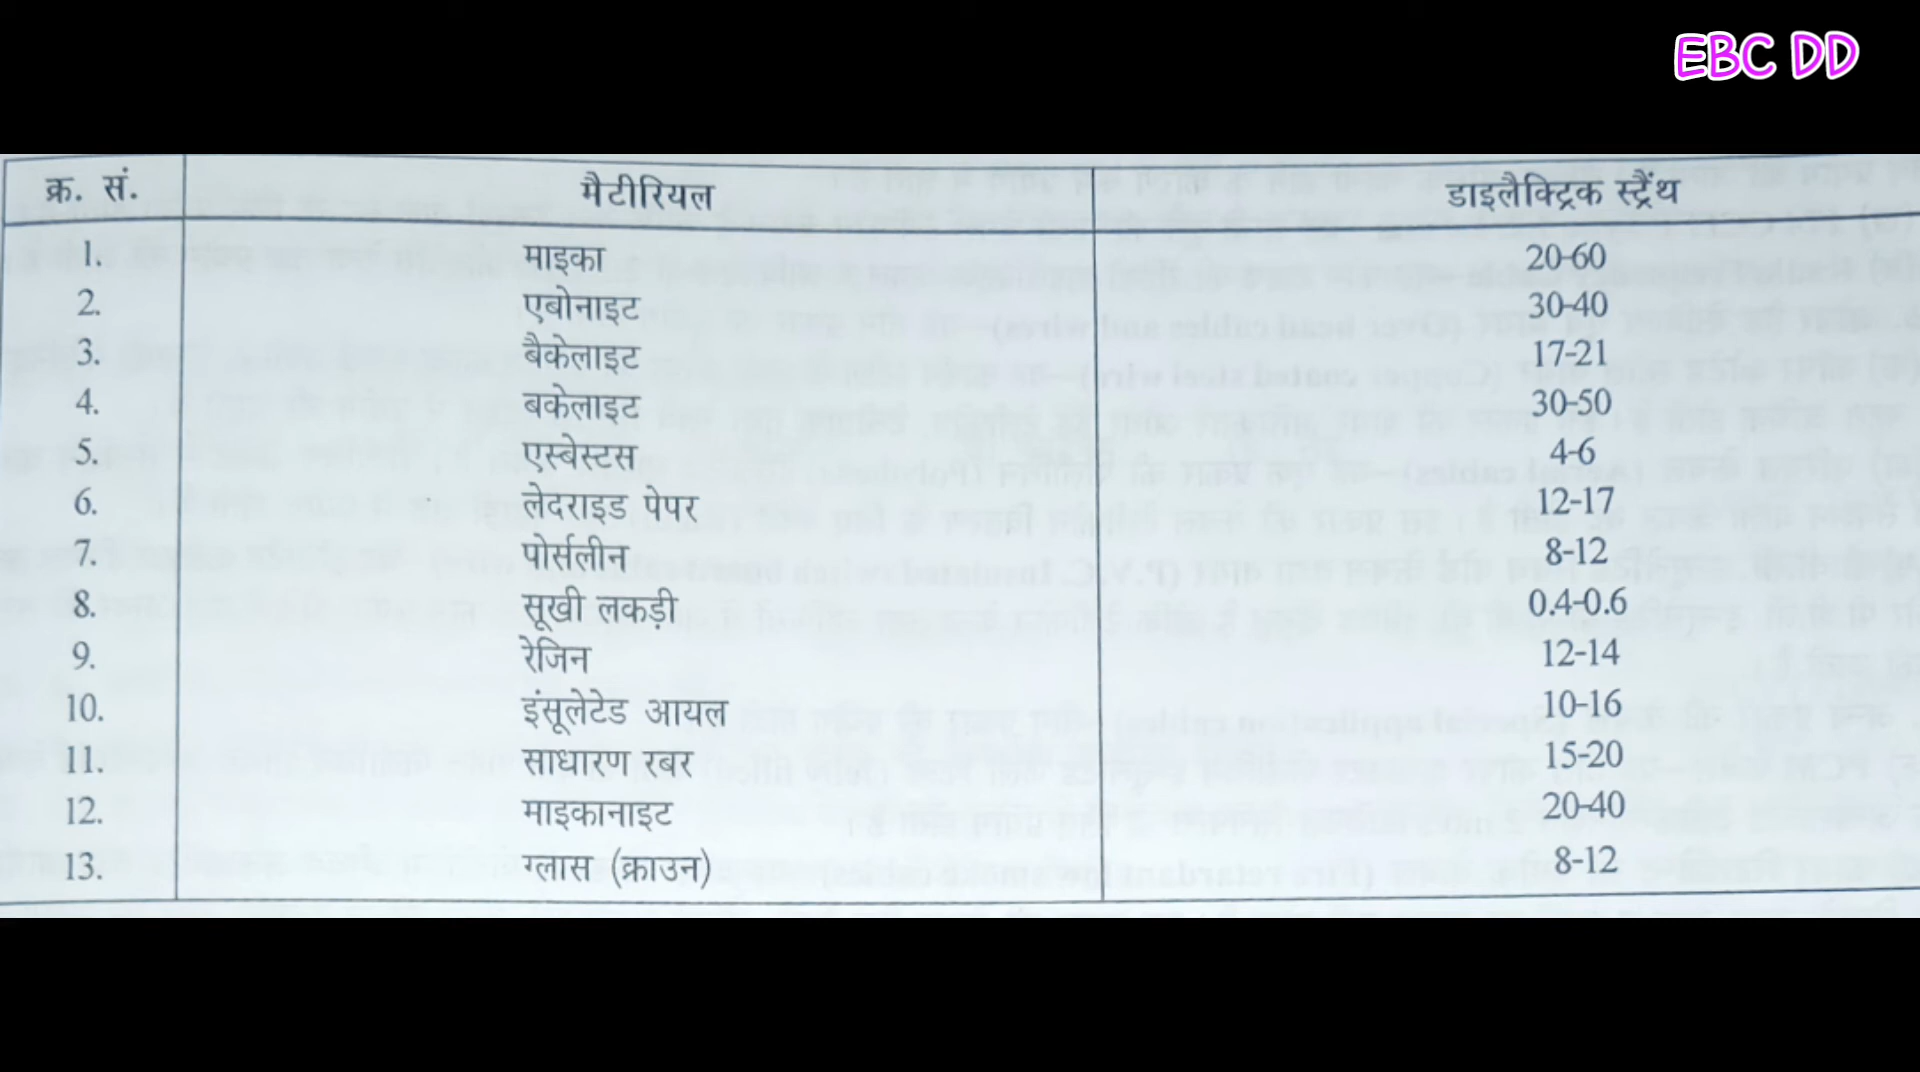 EBC DD
क्र. सं. मैटीरियल डाइलैक्ट्रिक स्ट्रैंथ
1. माइका 20-60
2. एबोनाइट 30-40
3. बैकेलाइट 17-21
4. बकेलाइट 30-50
5. एस्बेस्टस 4-6
6. लेदराइड पेपर 12-17
7. पोर्सलीन 8-12
8. सूखी लकड़ी 0.4-0.6
9. रेजिन 12-14
10. इंसूलेटेड आयल 10-16
11. साधारण रबर 15-20
12. माइकानाइट 20-40
13. ग्लास (क्राउन) 8-12